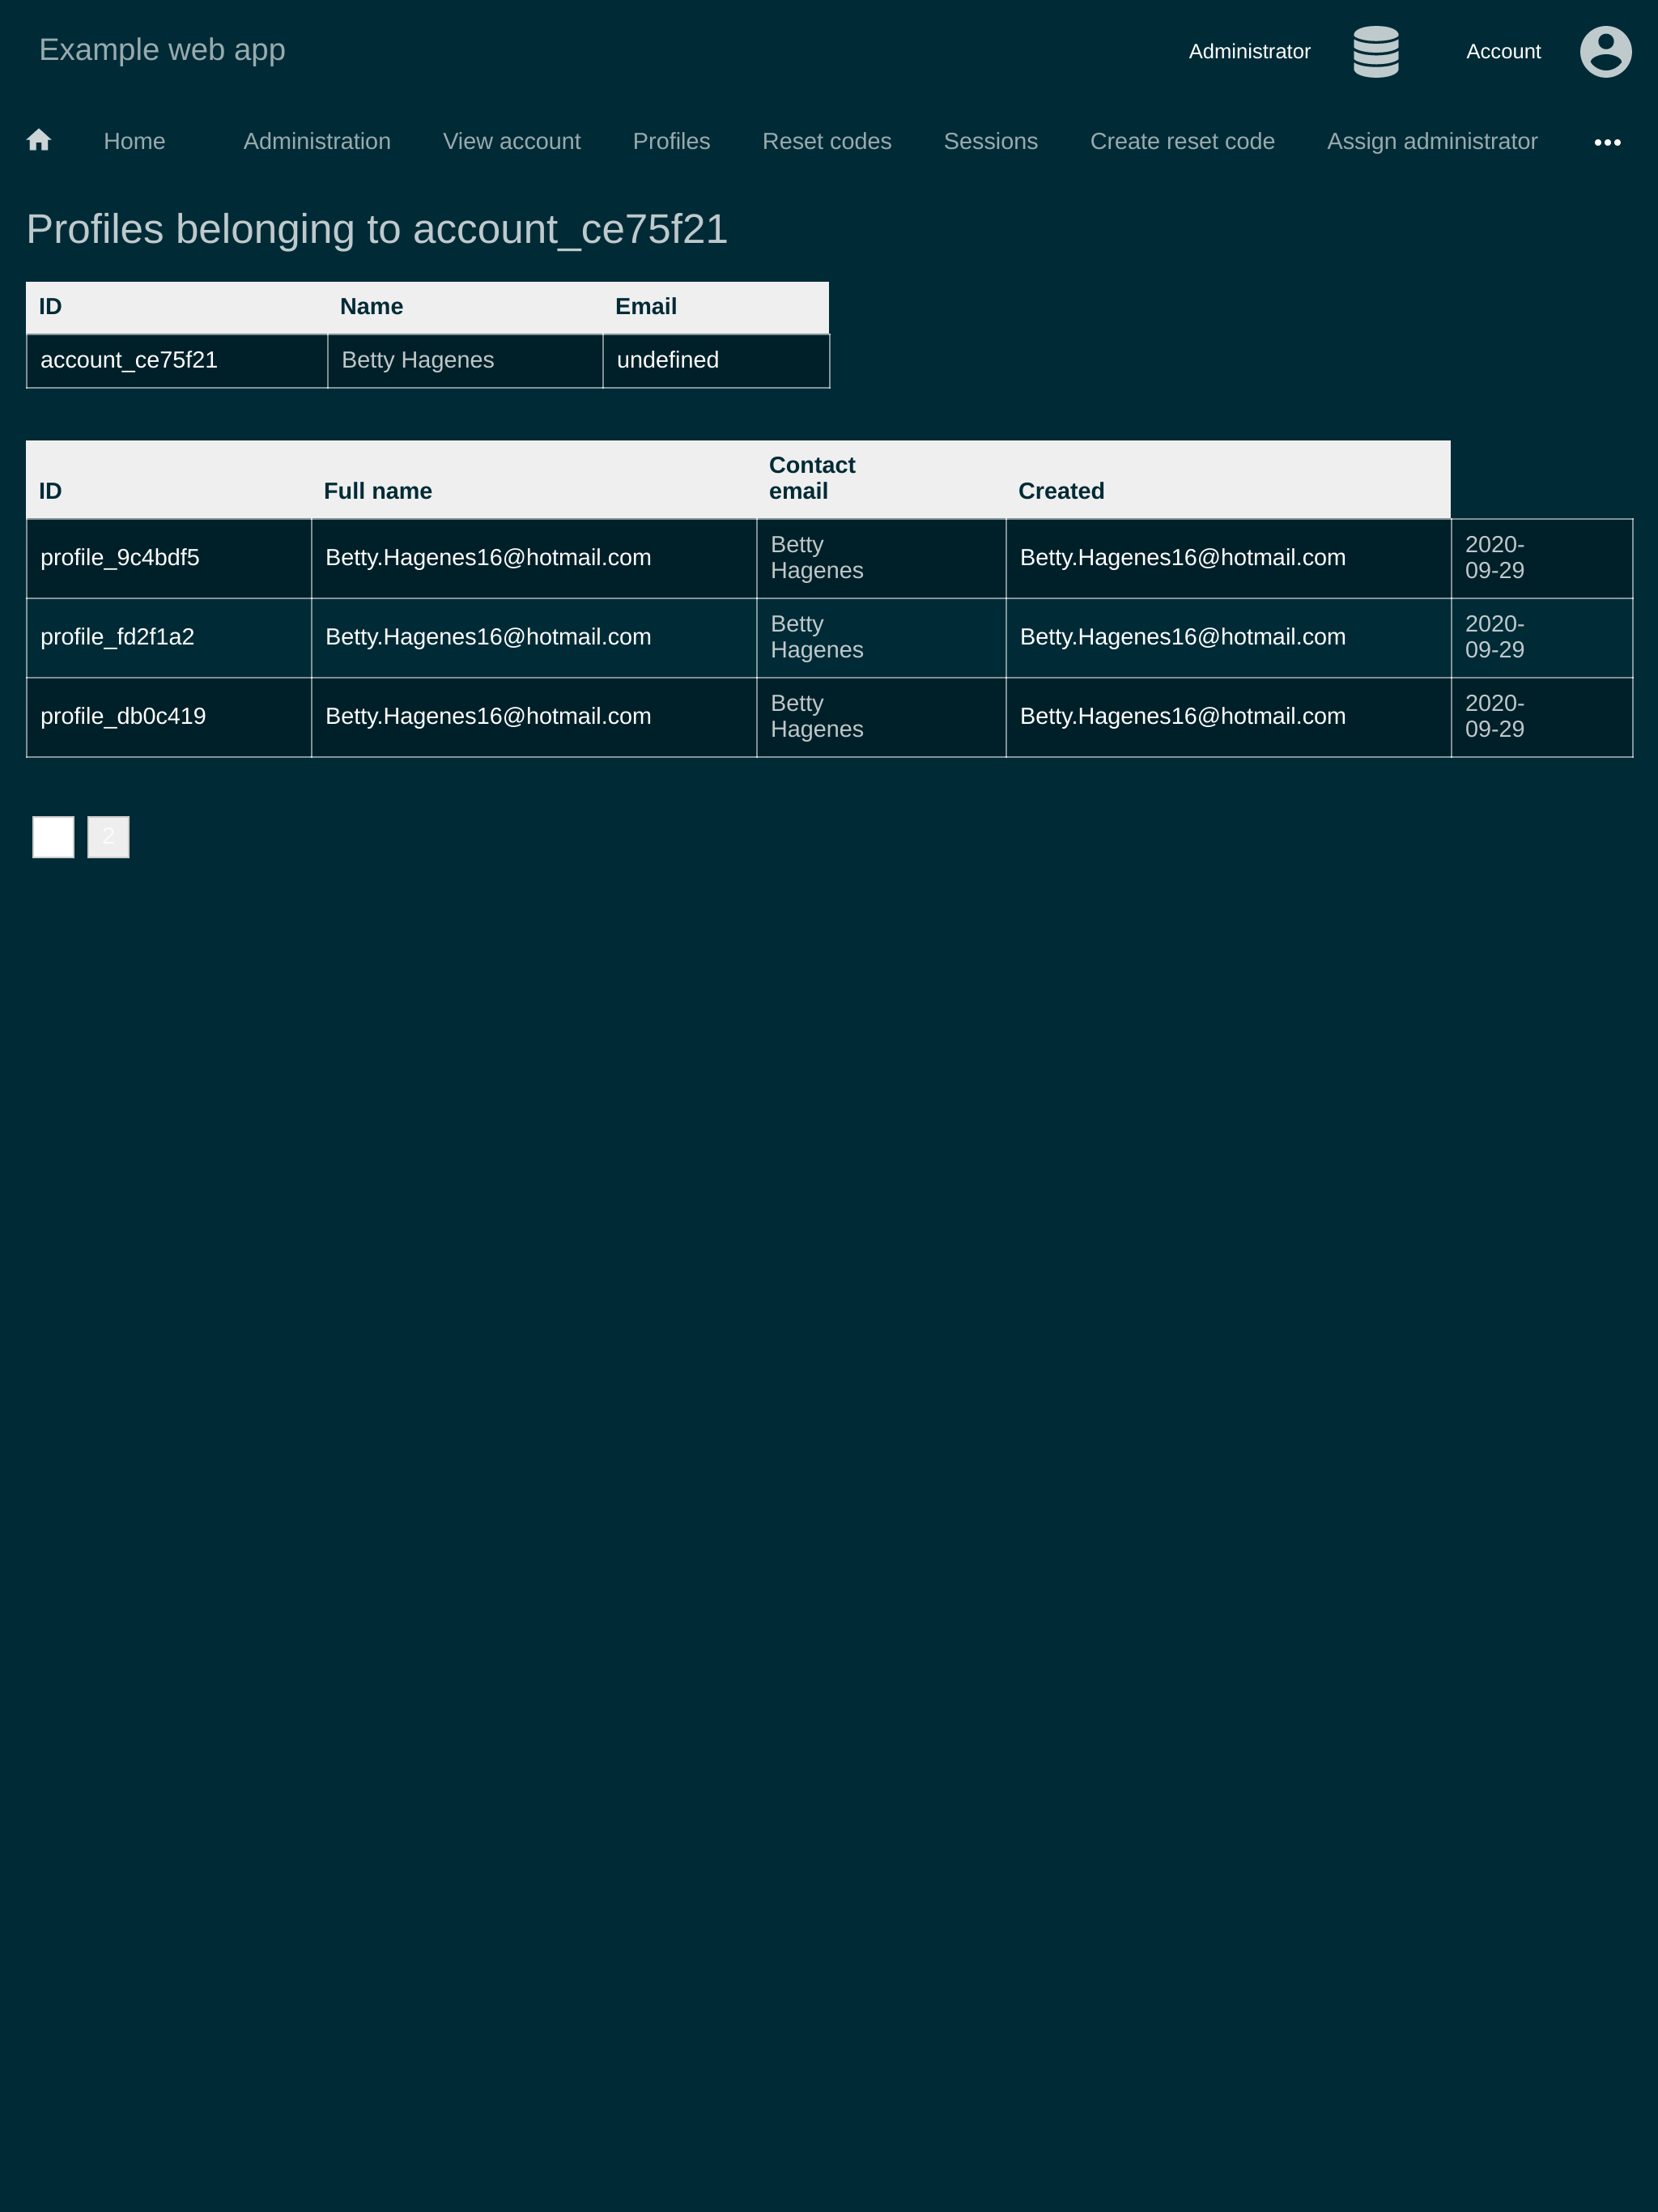 Example web app
Administrator
Account
Home Administration View account Profiles Reset codes Sessions Create reset code Assign administrator
Profiles belonging to account_ce75f21
ID Name Email
account_ce75f21 Betty Hagenes undefined
ID Full name Contact email Created
profile_9c4bdf5 Betty.Hagenes16@hotmail.com Betty Hagenes Betty.Hagenes16@hotmail.com 2020-09-29
profile_fd2f1a2 Betty.Hagenes16@hotmail.com Betty Hagenes Betty.Hagenes16@hotmail.com 2020-09-29
profile_db0c419 Betty.Hagenes16@hotmail.com Betty Hagenes Betty.Hagenes16@hotmail.com 2020-09-29
2